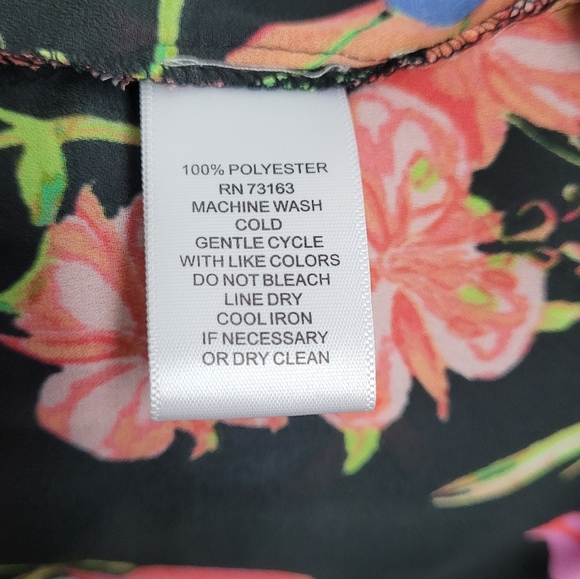 100% POLYESTER
RN 73163
MACHINE WASH
COLD
GENTLE CYCLE
WITH LIKE COLORS
DO NOT BLEACH
LINE DRY
COOL IRON
IF NECESSARY
OR DRY CLEAN